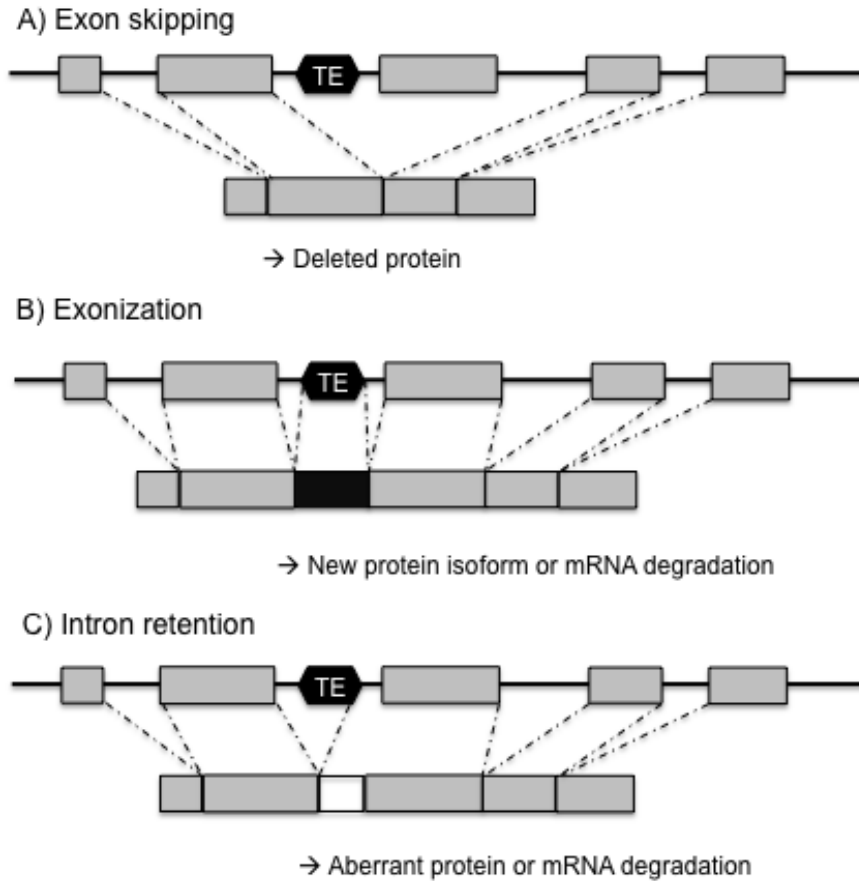 A) Exon skipping
TE
→ Deleted protein
B) Exonization
TE
→ New protein isoform or mRNA degradation
C) Intron retention
TE
→ Aberrant protein or mRNA degradation